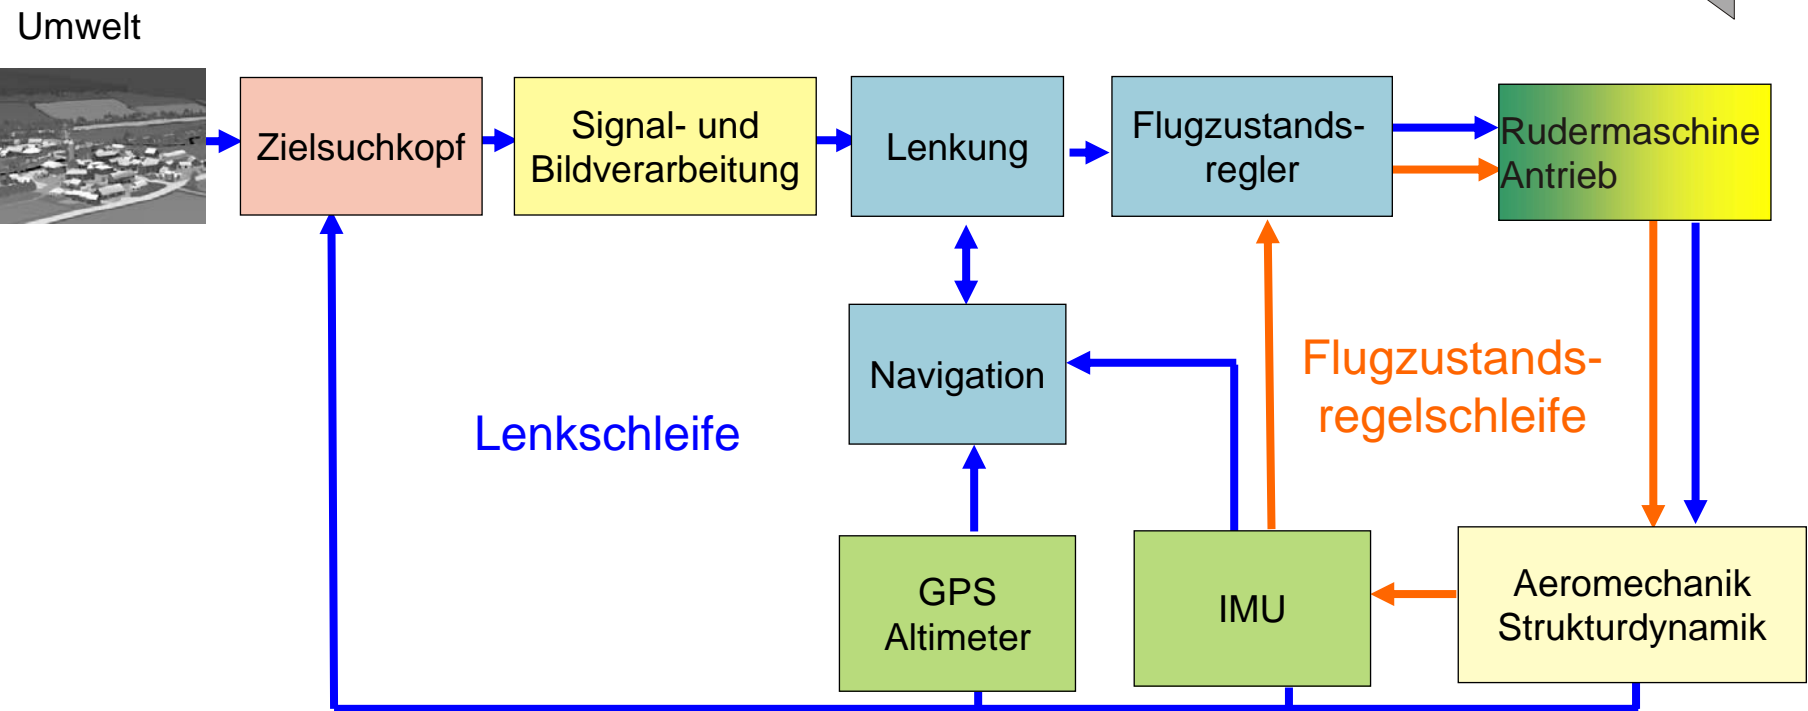 Umwelt
Zielsuchkopf
Signal- und
Bildverarbeitung
Lenkung
Flugzustands-
regler
Rudermaschine
Antrieb
Navigation
Flugzustands-
regelschleife
Lenkschleife
GPS
Altimeter
IMU
Aeromechanik
Strukturdynamik